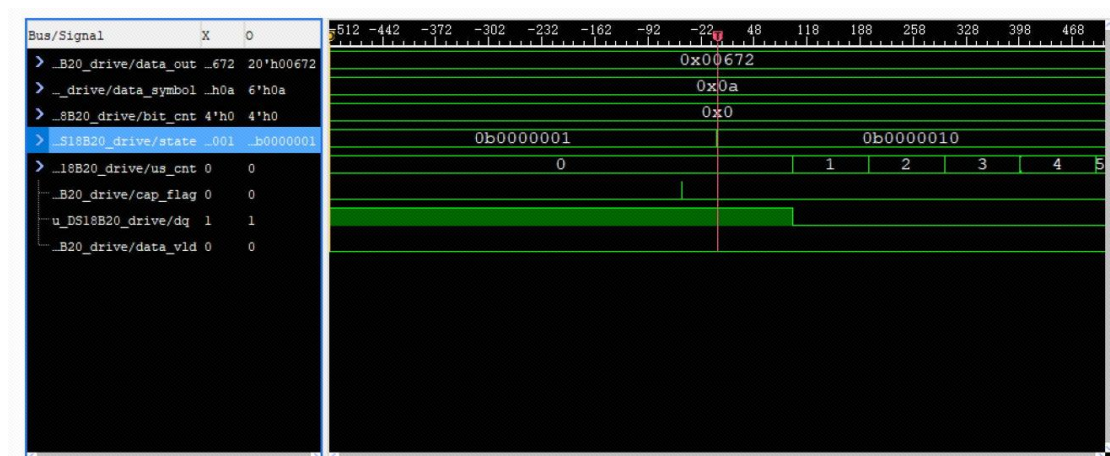 Bus/Signal X O -512 -442 -372 -302 -232 -162 -92 -22 48 118 188 258 328 398 468
…B20_drive/data_out …672 20'h00672 0x00672
…_drive/data_symbol …h0a 6'h0a 0x0a
…8B20_drive/bit_cnt 4'h0 4'h0 0x0
…S18B20_drive/state …001 …b0000001 0b0000001 0b0000010
…18B20_drive/us_cnt 0 0 0 1 2 3 4 5
…B20_drive/cap_flag 0 0
u_DS18B20_drive/dq 1 1
…B20_drive/data_vld 0 0